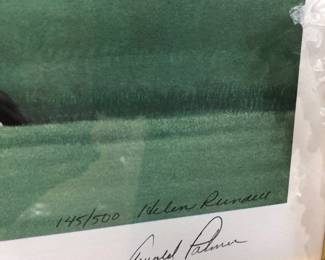 145/500 Helen Rundell
Arnold Palmer